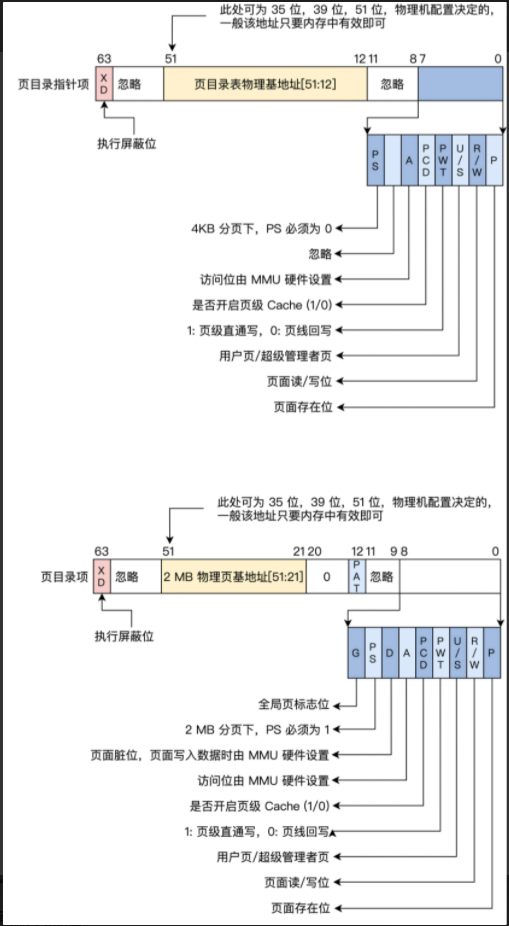 此处可为 35 位，39 位，51 位，物理机配置决定的，
一般该地址只要内存中有效即可
63 51 12 11 8 7 0
页目录指针项 XD 忽略 页目录表物理基地址[51:12] 忽略
执行屏蔽位
PS A PCD PWT U/S R/W P
4KB 分页下，PS 必须为 0
忽略
访问位由 MMU 硬件设置
是否开启页级 Cache (1/0)
1: 页级直通写，0: 页线回写
用户页/超级管理者页
页面读/写位
页面存在位
此处可为 35 位，39 位，51 位，物理机配置决定的，
一般该地址只要内存中有效即可
63 51 21 20 12 11 9 8 0
页目录项 XD 忽略 2 MB 物理页基地址[51:21] 0 PAT 忽略
执行屏蔽位
G PS D A PCD PWT U/S R/W P
全局页标志位
2 MB 分页下，PS 必须为 1
页面脏位，页面写入数据时由 MMU 硬件设置
访问位由 MMU 硬件设置
是否开启页级 Cache (1/0)
1: 页级直通写，0: 页线回写
用户页/超级管理者页
页面读/写位
页面存在位